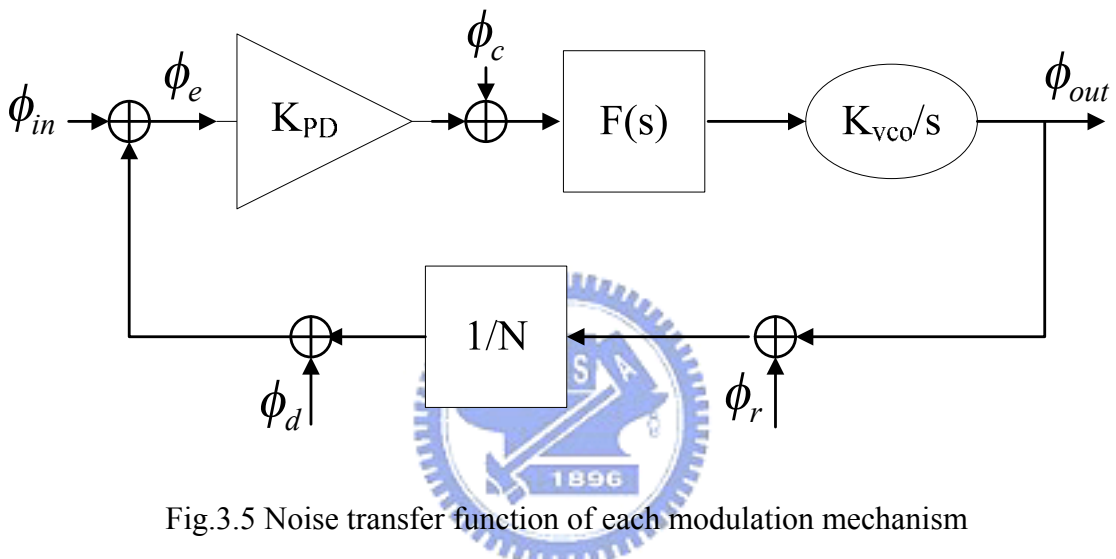 ϕc
ϕin
ϕe
KPD
F(s)
Kvco/s
ϕout
1/N
ϕd
ϕr
S A
1896
Fig.3.5 Noise transfer function of each modulation mechanism